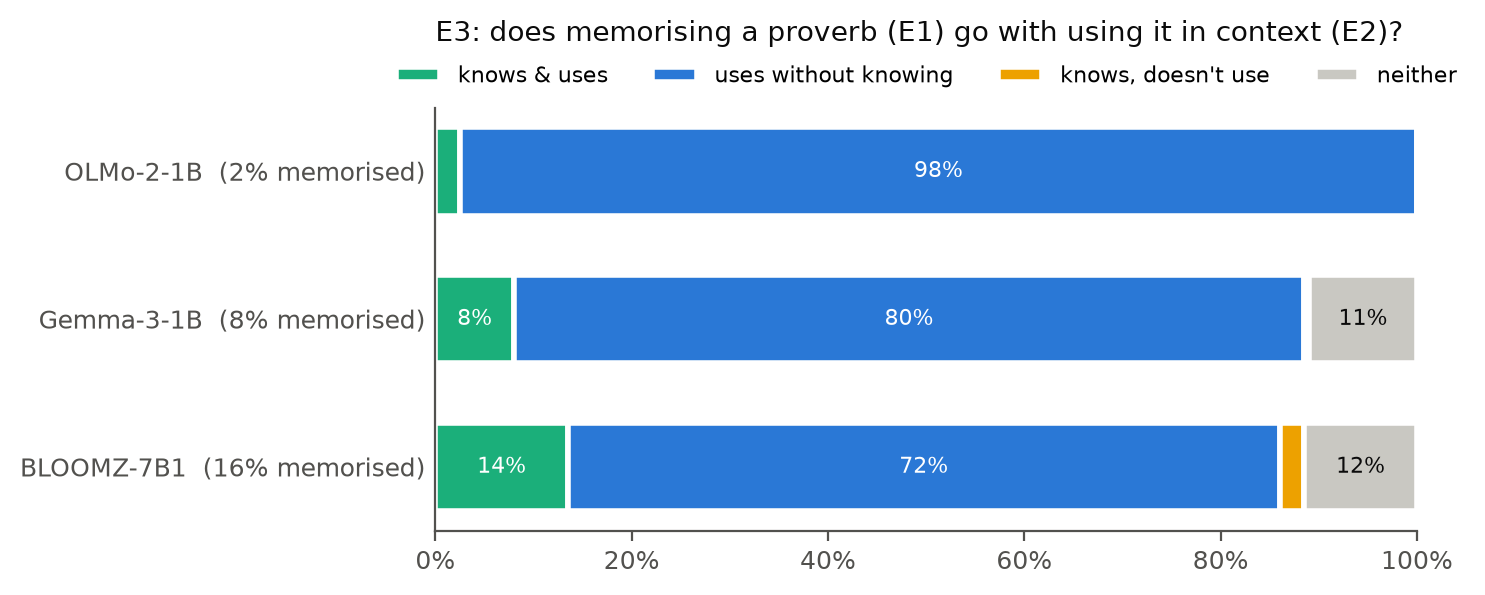 E3: does memorising a proverb (E1) go with using it in context (E2)?
knows & uses uses without knowing knows, doesn't use neither
OLMo-2-1B (2% memorised) 98%
Gemma-3-1B (8% memorised) 8% 80% 11%
BLOOMZ-7B1 (16% memorised) 14% 72% 12%
0% 20% 40% 60% 80% 100%